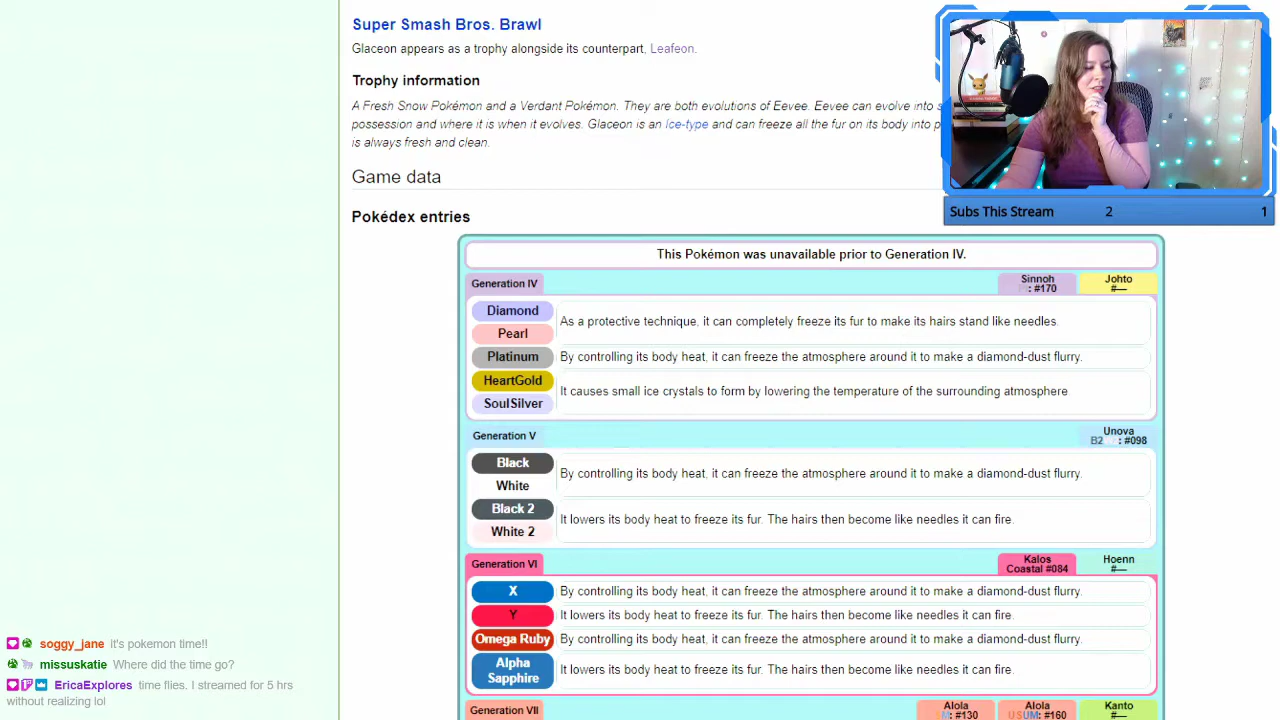 Super Smash Bros. Brawl
Glaceon appears as a trophy alongside its counterpart, Leafeon.
Trophy information
A Fresh Snow Pokémon and a Verdant Pokémon. They are both evolutions of Eevee. Eevee can evolve into s
possession and where it is when it evolves. Glaceon is an Ice-type and can freeze all the fur on its body into p
is always fresh and clean.
Game data
Pokédex entries
Subs This Stream 2 1
This Pokémon was unavailable prior to Generation IV.
Generation IV
Sinnoh
: #170
Johto
#—
Diamond
Pearl
As a protective technique, it can completely freeze its fur to make its hairs stand like needles.
Platinum
By controlling its body heat, it can freeze the atmosphere around it to make a diamond-dust flurry.
HeartGold
SoulSilver
It causes small ice crystals to form by lowering the temperature of the surrounding atmosphere
Generation V
Unova
B2W2: #098
Black
White
By controlling its body heat, it can freeze the atmosphere around it to make a diamond-dust flurry.
Black 2
White 2
It lowers its body heat to freeze its fur. The hairs then become like needles it can fire.
Generation VI
Kalos
Coastal #084
Hoenn
#—
X
By controlling its body heat, it can freeze the atmosphere around it to make a diamond-dust flurry.
Y
It lowers its body heat to freeze its fur. The hairs then become like needles it can fire.
Omega Ruby
By controlling its body heat, it can freeze the atmosphere around it to make a diamond-dust flurry.
Alpha
Sapphire
It lowers its body heat to freeze its fur. The hairs then become like needles it can fire.
Generation VII
Alola
SM: #130
Alola
USUM: #160
Kanto
#—
soggy_jane it's pokemon time!!
missuskatie Where did the time go?
EricaExplores time flies. I streamed for 5 hrs
without realizing lol